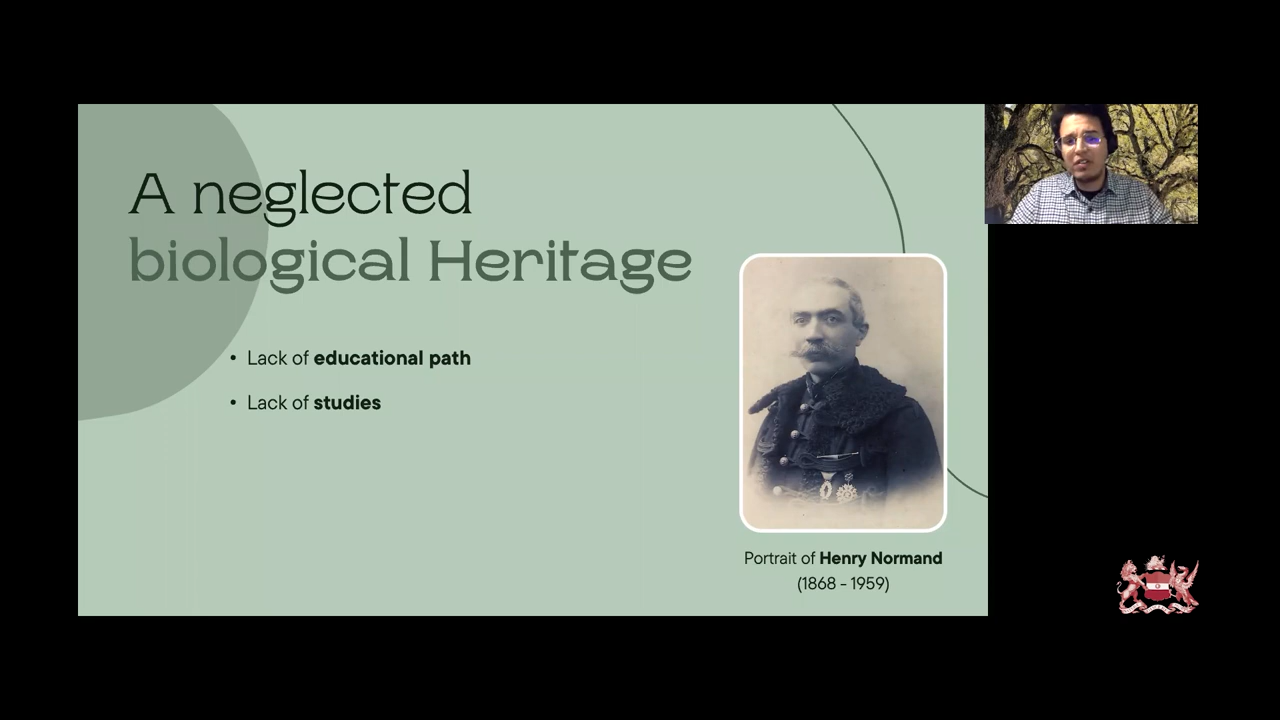 A neglected
biological Heritage
• Lack of educational path
• Lack of studies
Portrait of Henry Normand
(1868 - 1959)